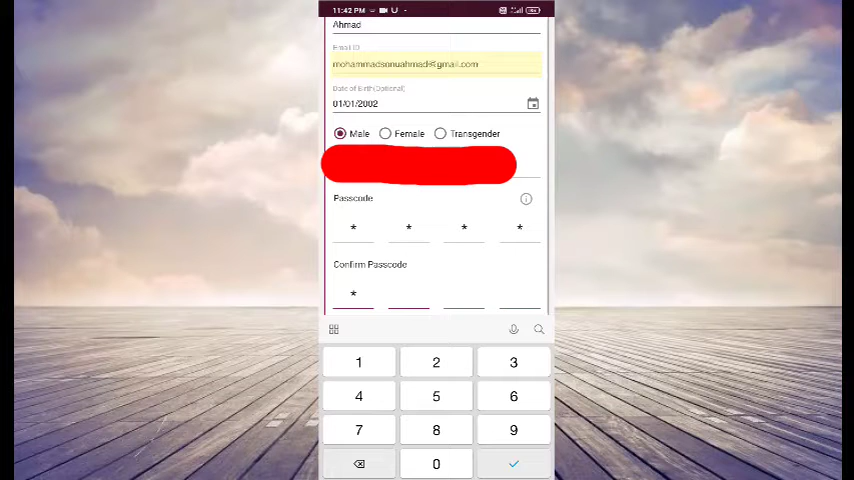 11:42 PM
Ahmad
Email ID
mohammadsonuahmad@gmail.com
Date of Birth(Optional)
01/01/2002
Male Female Transgender
Passcode
* * * *
Confirm Passcode
*
1 2 3
4 5 6
7 8 9
0